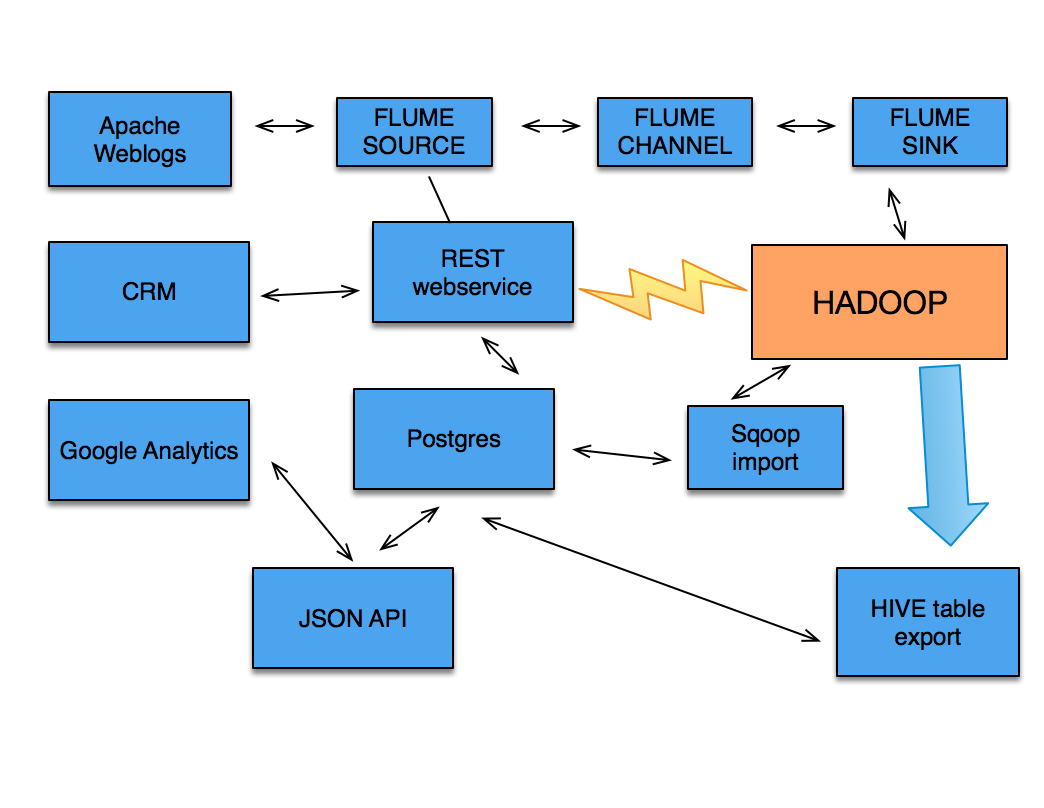 Apache
Weblogs
FLUME
SOURCE
FLUME
CHANNEL
FLUME
SINK
CRM
REST
webservice
HADOOP
Google Analytics
Postgres
Sqoop
import
JSON API
HIVE table
export